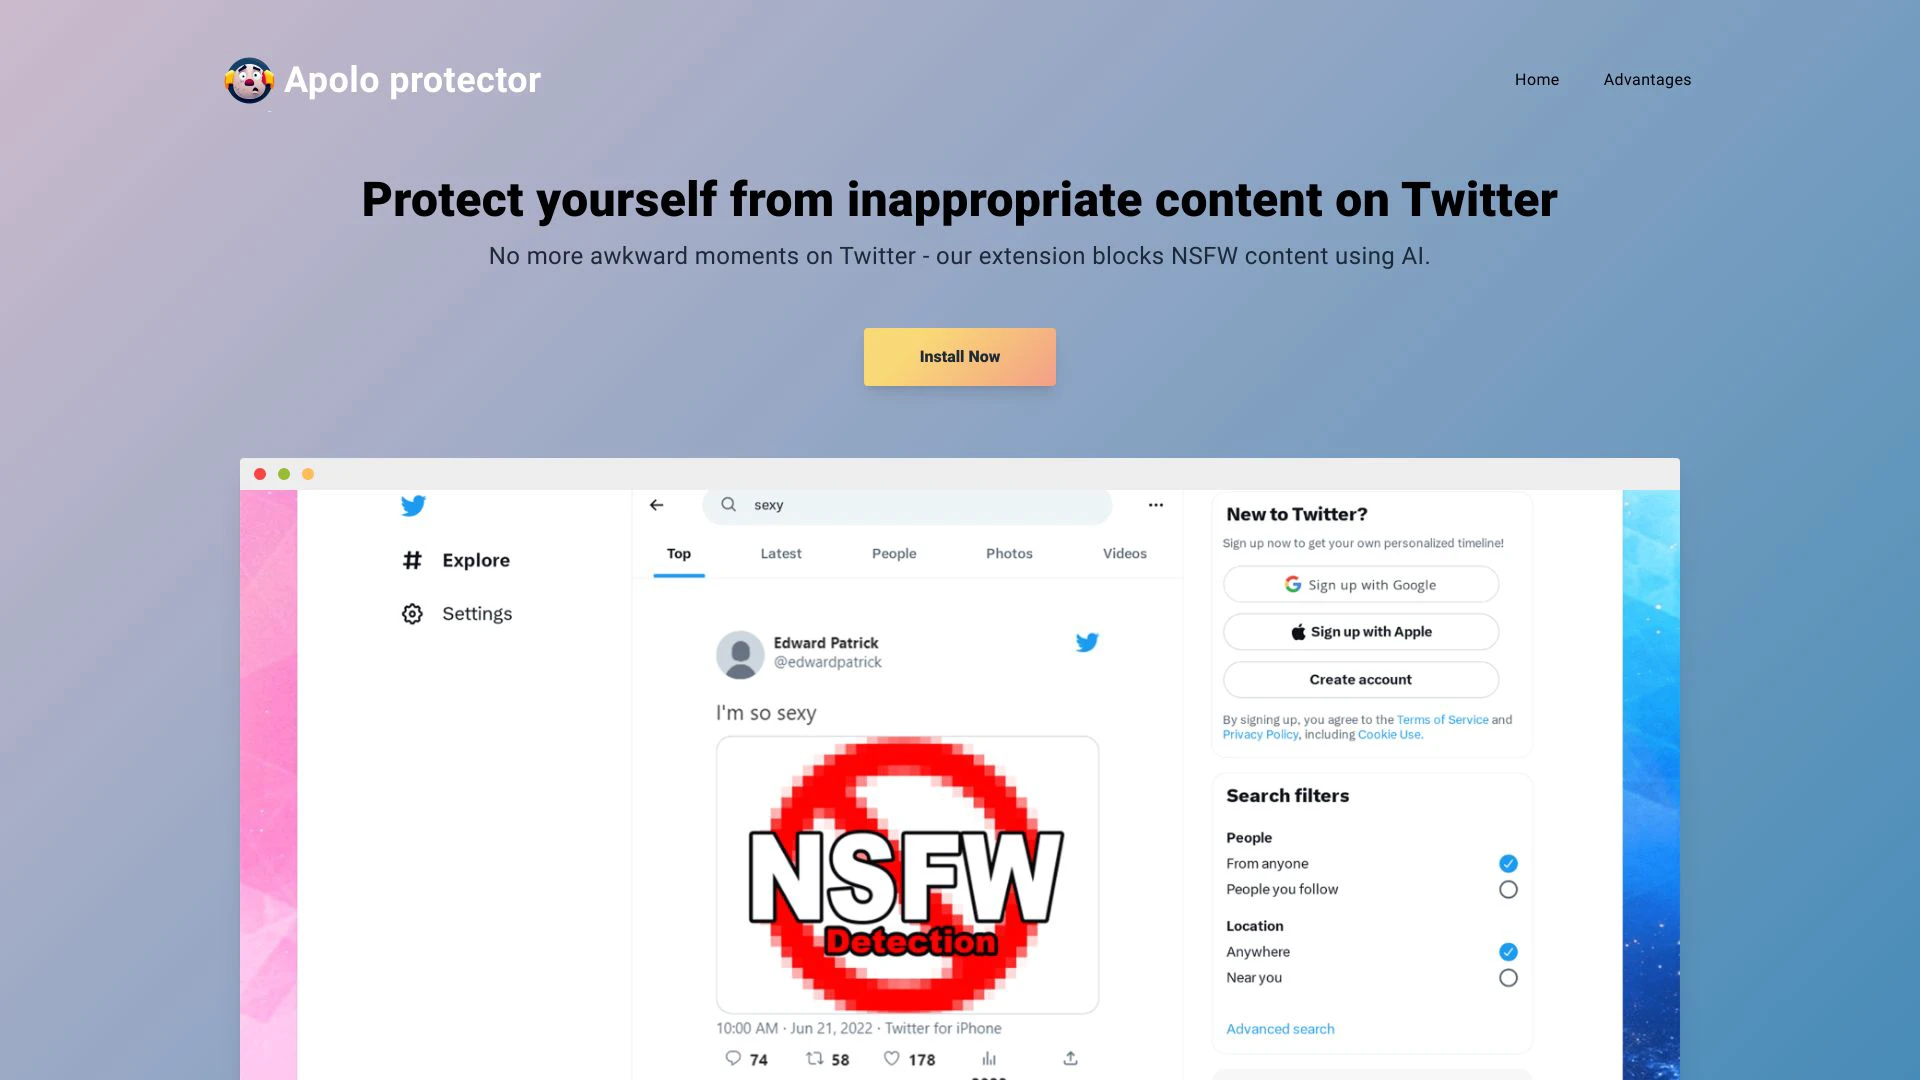 Apolo protector
Home
Advantages
Protect yourself from inappropriate content on Twitter
No more awkward moments on Twitter - our extension blocks NSFW content using AI.
Install Now
sexy
Top
Latest
People
Photos
Videos
Explore
Settings
Edward Patrick
@edwardpatrick
I'm so sexy
NSFW
Detection
10:00 AM · Jun 21, 2022 · Twitter for iPhone
74
58
178
New to Twitter?
Sign up now to get your own personalized timeline!
Sign up with Google
Sign up with Apple
Create account
By signing up, you agree to the Terms of Service and
Privacy Policy, including Cookie Use.
Search filters
People
From anyone
People you follow
Location
Anywhere
Near you
Advanced search